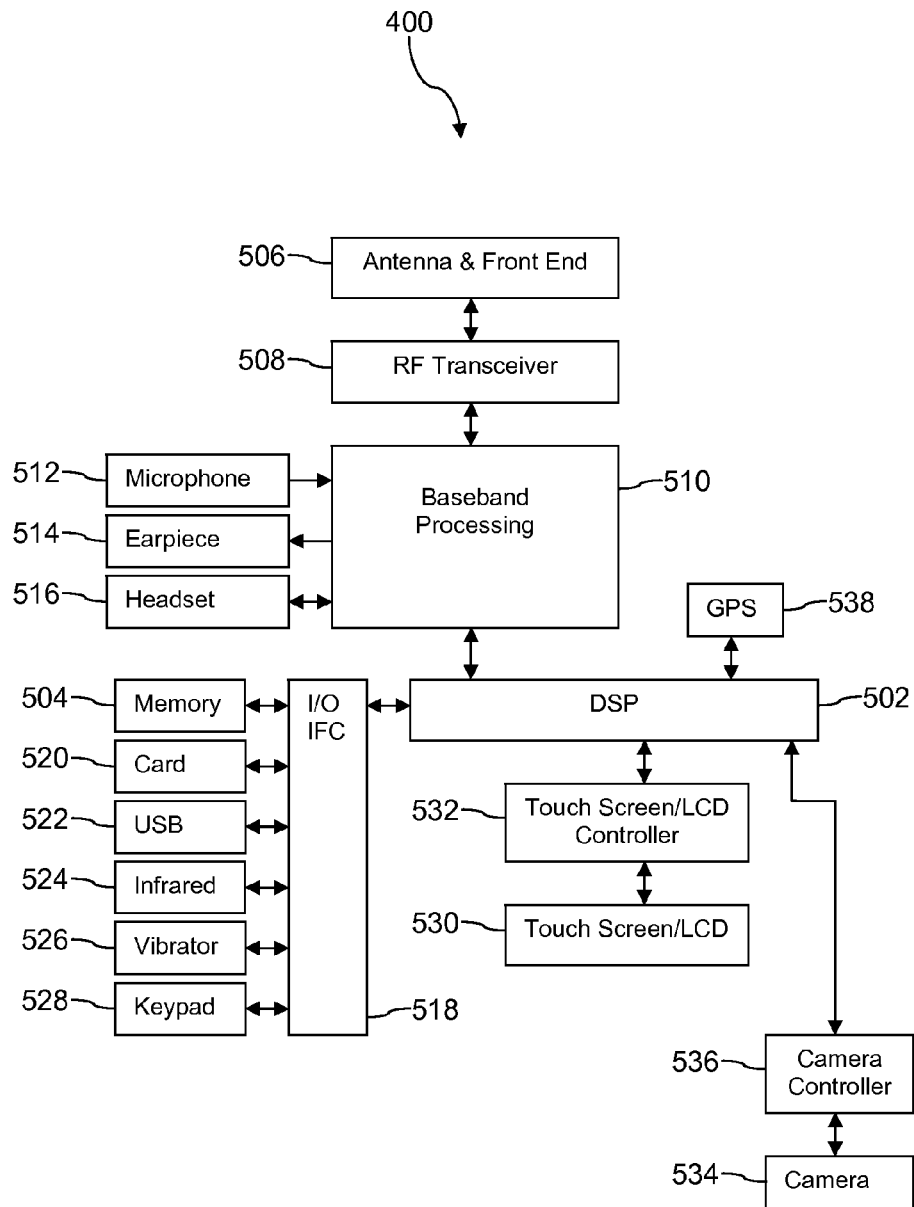 400
506
Antenna & Front End
508
RF Transceiver
512
Microphone
Baseband
Processing
510
514
Earpiece
516
Headset
GPS
538
504
Memory
I/O
IFC
DSP
502
520
Card
522
USB
532
Touch Screen/LCD
Controller
524
Infrared
530
Touch Screen/LCD
526
Vibrator
528
Keypad
518
536
Camera
Controller
534
Camera